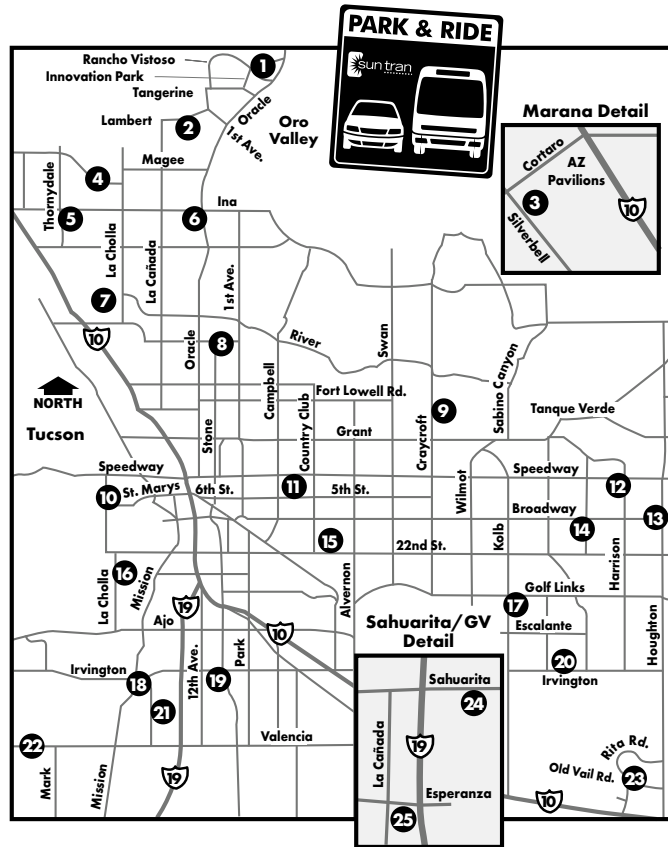 PARK & RIDE
sun tran
Rancho Vistoso
Innovation Park
Tangerine
1
Oracle
Oro
Valley
Lambert
2
1st Ave.
Magee
4
Thornydale
5
6
Ina
La Cholla
La Cañada
1st Ave.
7
10
Oracle
8
River
Swan
Sabino Canyon
NORTH
Tucson
Stone
Campbell
Country Club
Fort Lowell Rd.
9
Craycroft
Grant
Tanque Verde
Speedway
Speedway
10
St. Marys
6th St.
11
5th St.
Wilmot
12
Broadway
13
14
15
22nd St.
Kolb
Harrison
16
La Cholla
Mission
19
Ajo
Alvernon
Golf Links
17
Escalante
Houghton
10
Park
12th Ave.
Irvington
18
19
20
Irvington
21
22
Valencia
Mark
Mission
19
Rita Rd.
Old Vail Rd.
23
10
Marana Detail
Cortaro
AZ
Pavilions
3
10
Silverbell
Sahuarita/GV
Detail
Sahuarita
24
La Cañada
19
Esperanza
25